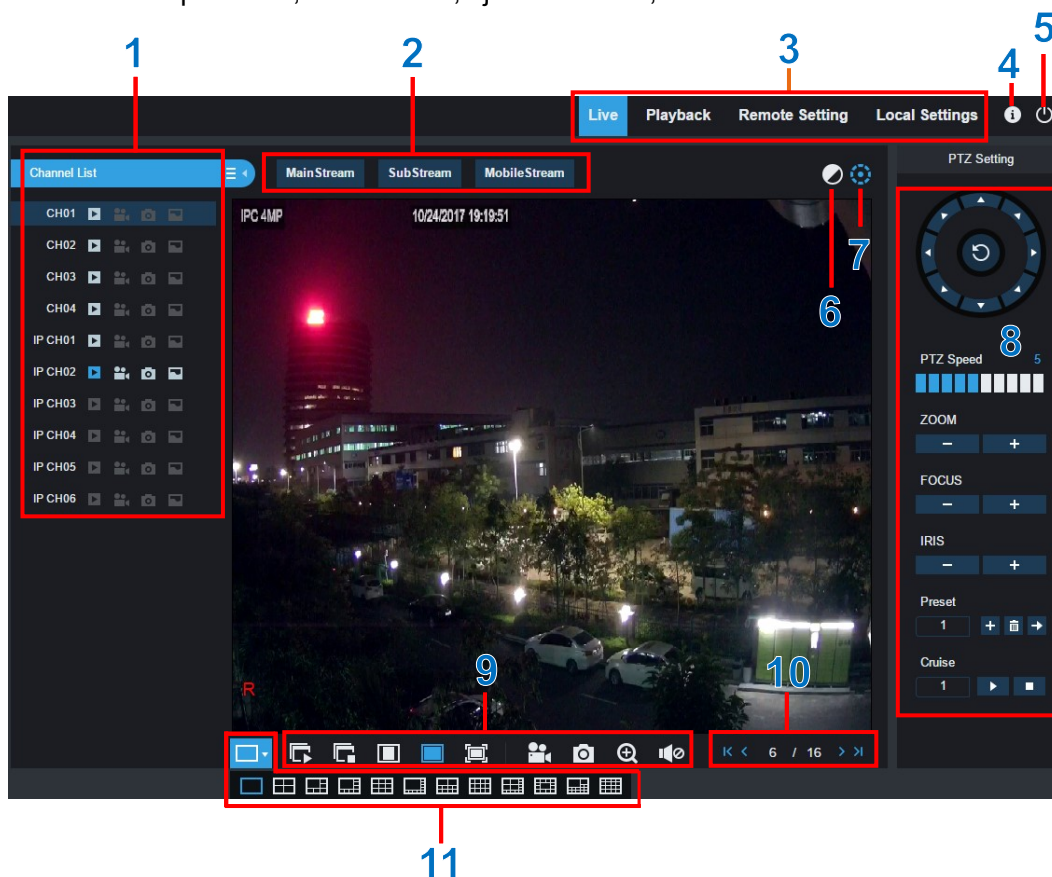 1
2
3
4
5
Live Playback Remote Setting Local Settings
Channel List
MainStream SubStream MobileStream
PTZ Setting
CH01
CH02
CH03
CH04
IP CH01
IP CH02
IP CH03
IP CH04
IP CH05
IP CH06
IPC 4MP 10/24/2017 19:19:51
6
7
8
PTZ Speed 5
ZOOM
− +
FOCUS
− +
IRIS
− +
Preset
1
Cruise
1
R
9
10
6 / 16
11